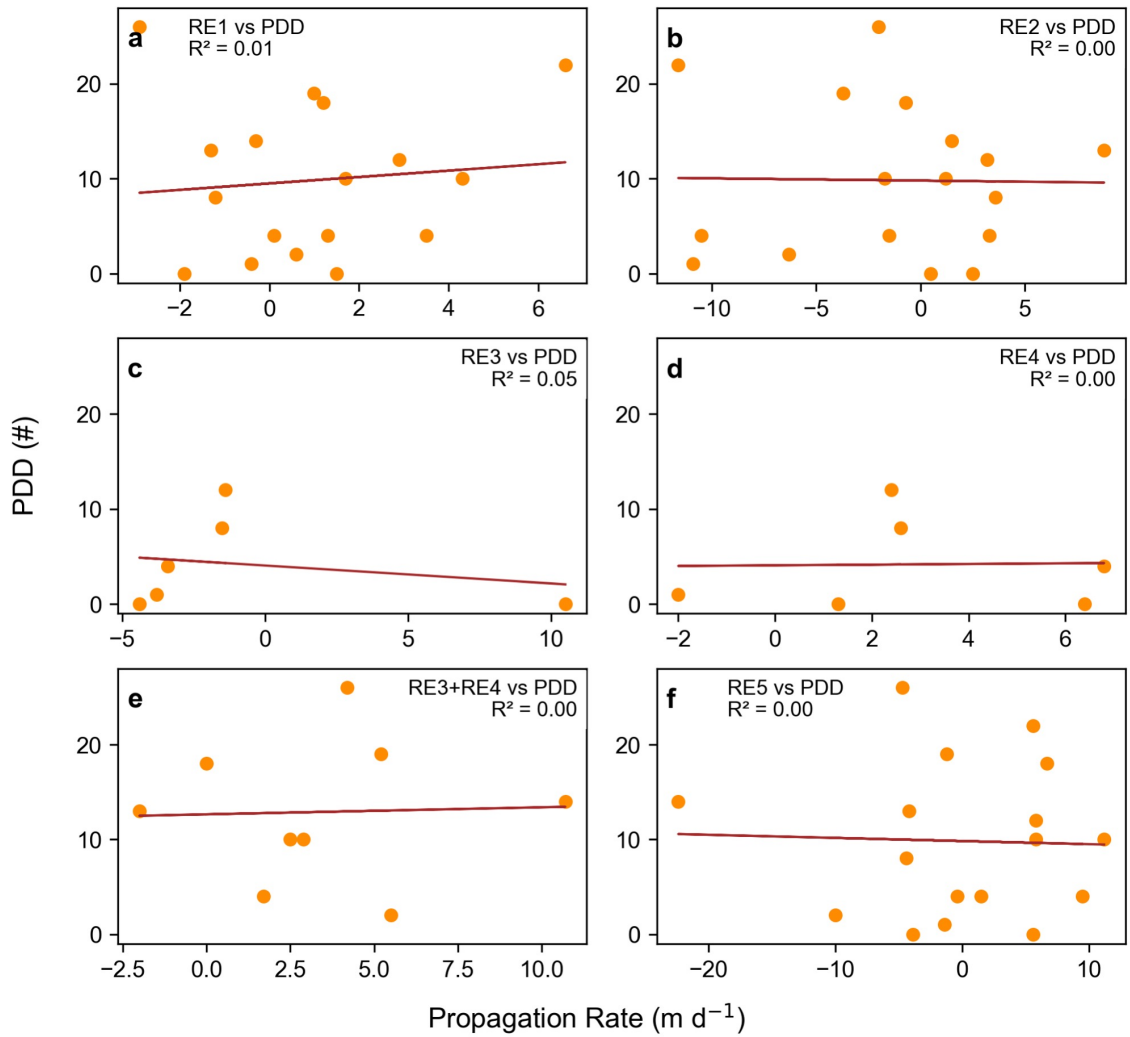 a
RE1 vs PDD
R² = 0.01
20
10
0
−2
0
2
4
6
b
RE2 vs PDD
R² = 0.00
20
10
0
−10
−5
0
5
c
RE3 vs PDD
R² = 0.05
20
10
0
−5
0
5
10
d
RE4 vs PDD
R² = 0.00
20
10
0
−2
0
2
4
6
e
RE3+RE4 vs PDD
R² = 0.00
20
10
0
−2.5
0.0
2.5
5.0
7.5
10.0
f
RE5 vs PDD
R² = 0.00
20
10
0
−20
−10
0
10
PDD (#)
Propagation Rate (m d⁻¹)